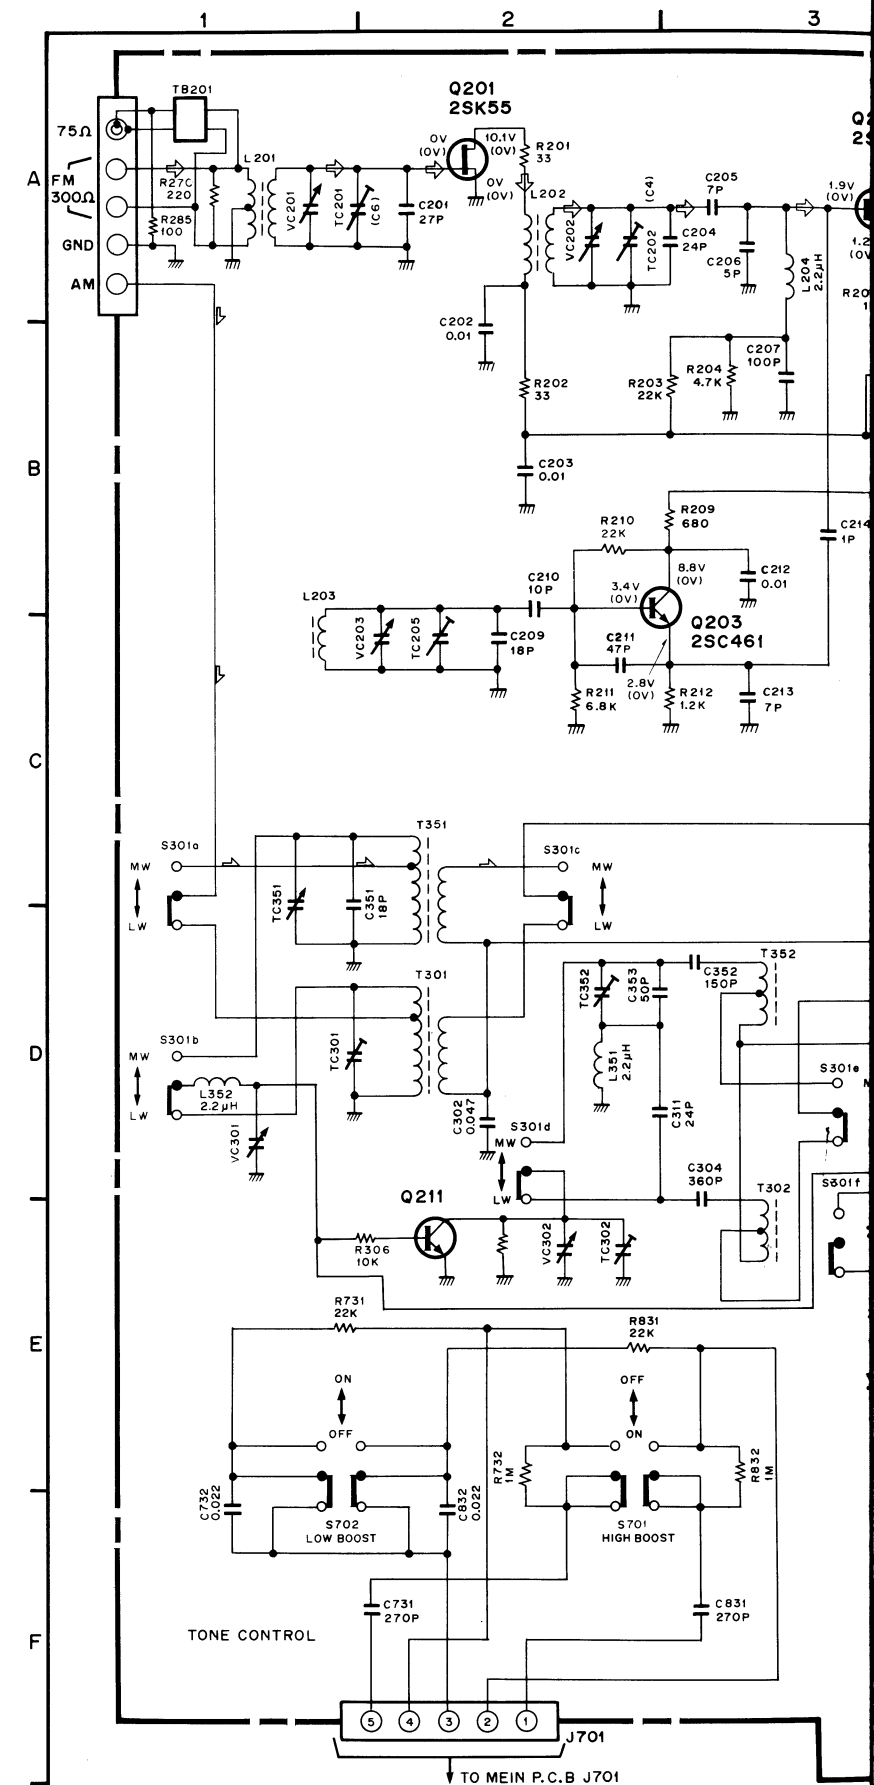 1
2
3
A
B
C
D
E
F
TB201
75Ω
FM
300Ω
GND
AM
R27C
220
R285
100
L201
VC201
TC201
(C6)
C201
27P
Q201
2SK55
0V
(0V)
10.1V
(0V)
0V
(0V)
R201
33
L202
VC202
TC202
(C4)
C204
24P
C205
7P
C206
5P
L204
2.2μH
1.9V
(0V)
C202
0.01
R202
33
R203
22K
R204
4.7K
C207
100P
C203
0.01
R209
680
R210
22K
C214
1P
C210
10P
3.4V
(0V)
8.8V
(0V)
C212
0.01
Q203
2SC461
L203
VC203
TC205
C209
18P
C211
47P
2.8V
(0V)
R211
6.8K
R212
1.2K
C213
7P
S301a
MW
LW
TC351
C351
18P
T351
S301c
MW
LW
T301
TC301
S301b
MW
LW
L352
2.2μH
VC301
C302
0.047
TC352
C353
50P
C352
150P
T352
L351
2.2μH
C311
24P
S301d
MW
LW
S301e
C304
360P
T302
S301f
Q211
R306
10K
VC302
TC302
R731
22K
R831
22K
ON
OFF
OFF
ON
C732
0.022
C832
0.022
R732
1M
R832
1M
S702
LOW BOOST
S701
HIGH BOOST
C731
270P
C831
270P
TONE CONTROL
5 4 3 2 1
J701
TO MEIN P.C.B J701